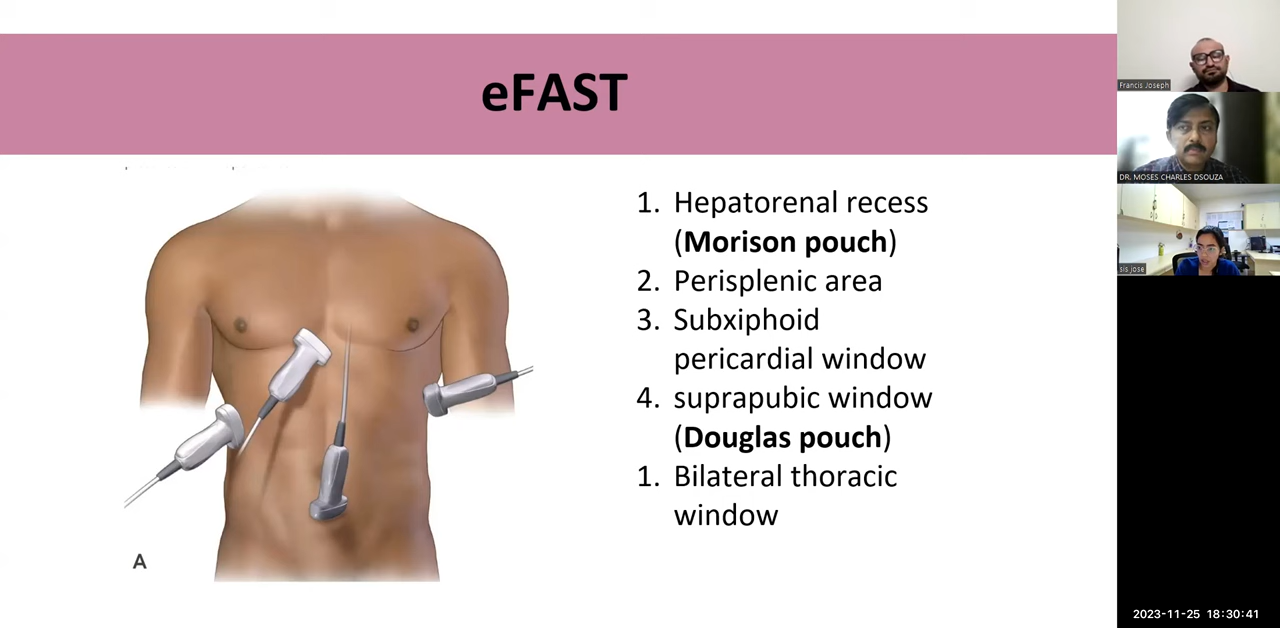 eFAST
1. Hepatorenal recess
(Morison pouch)
2. Perisplenic area
3. Subxiphoid
pericardial window
4. suprapubic window
(Douglas pouch)
1. Bilateral thoracic
window
A
Francis Joseph
DR. MOSES CHARLES DSOUZA
sis jose
2023-11-25 18:30:41